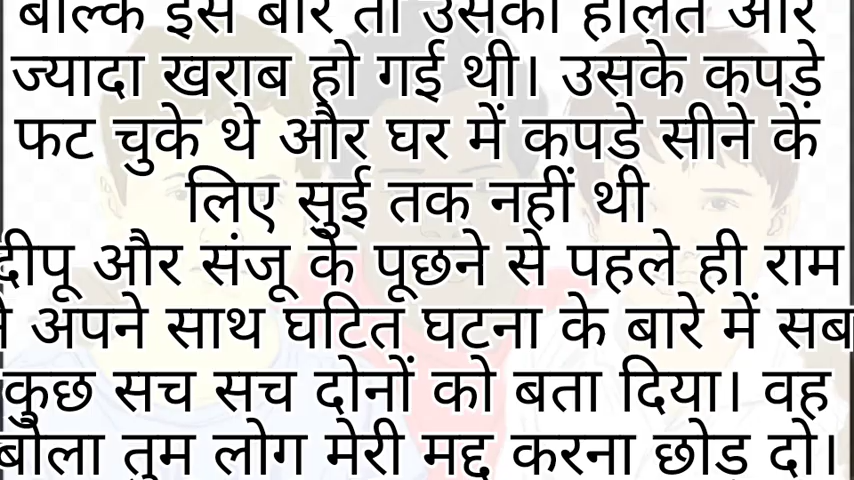 बल्कि इस बार तो उसकी हालत और
ज्यादा खराब हो गई थी। उसके कपड़े
फट चुके थे और घर में कपड़े सीने के
लिए सुई तक नहीं थी
दीपू और संजू के पूछने से पहले ही राम
ने अपने साथ घटित घटना के बारे में सब
कुछ सच सच दोनों को बता दिया। वह
बोला तुम लोग मेरी मद्द करना छोड़ दो।